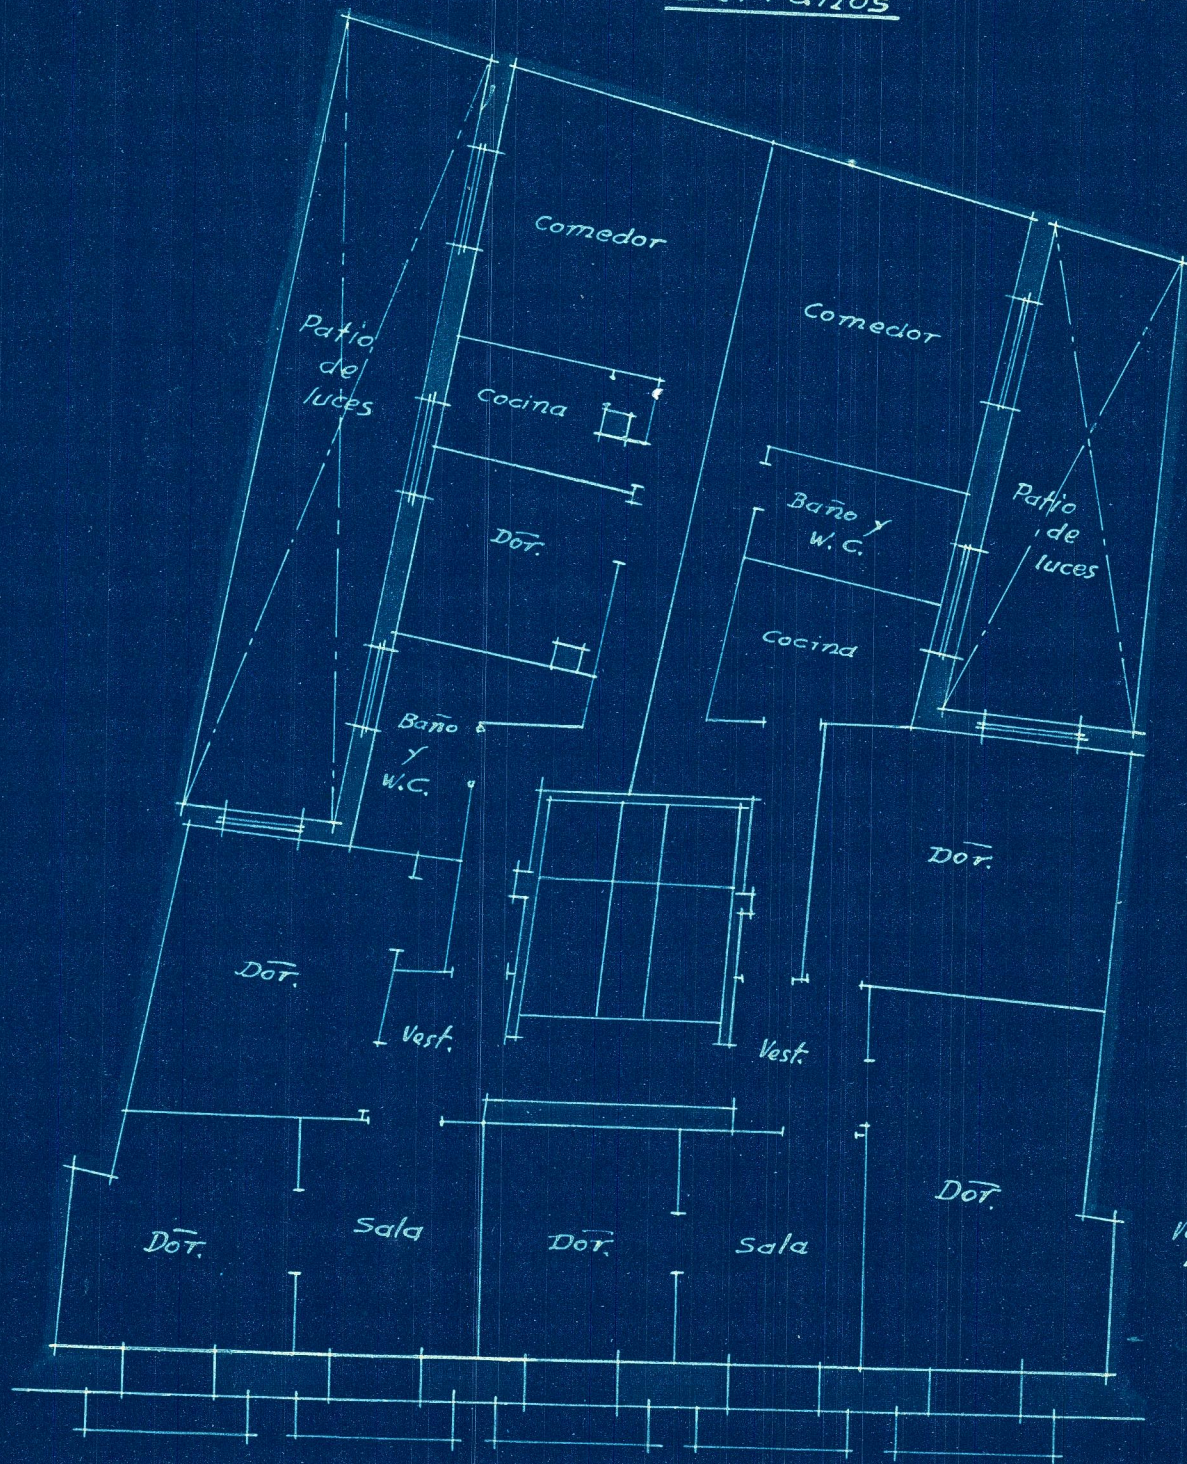 Comedor
Comedor
Patio
de
luces
Cocina
Dor.
Baño y
W.C.
Patio
de
luces
Cocina
Baño
y
W.C.
Dor.
Dor.
Vest.
Vest.
Dor.
Sala
Dor.
Sala
Dor.